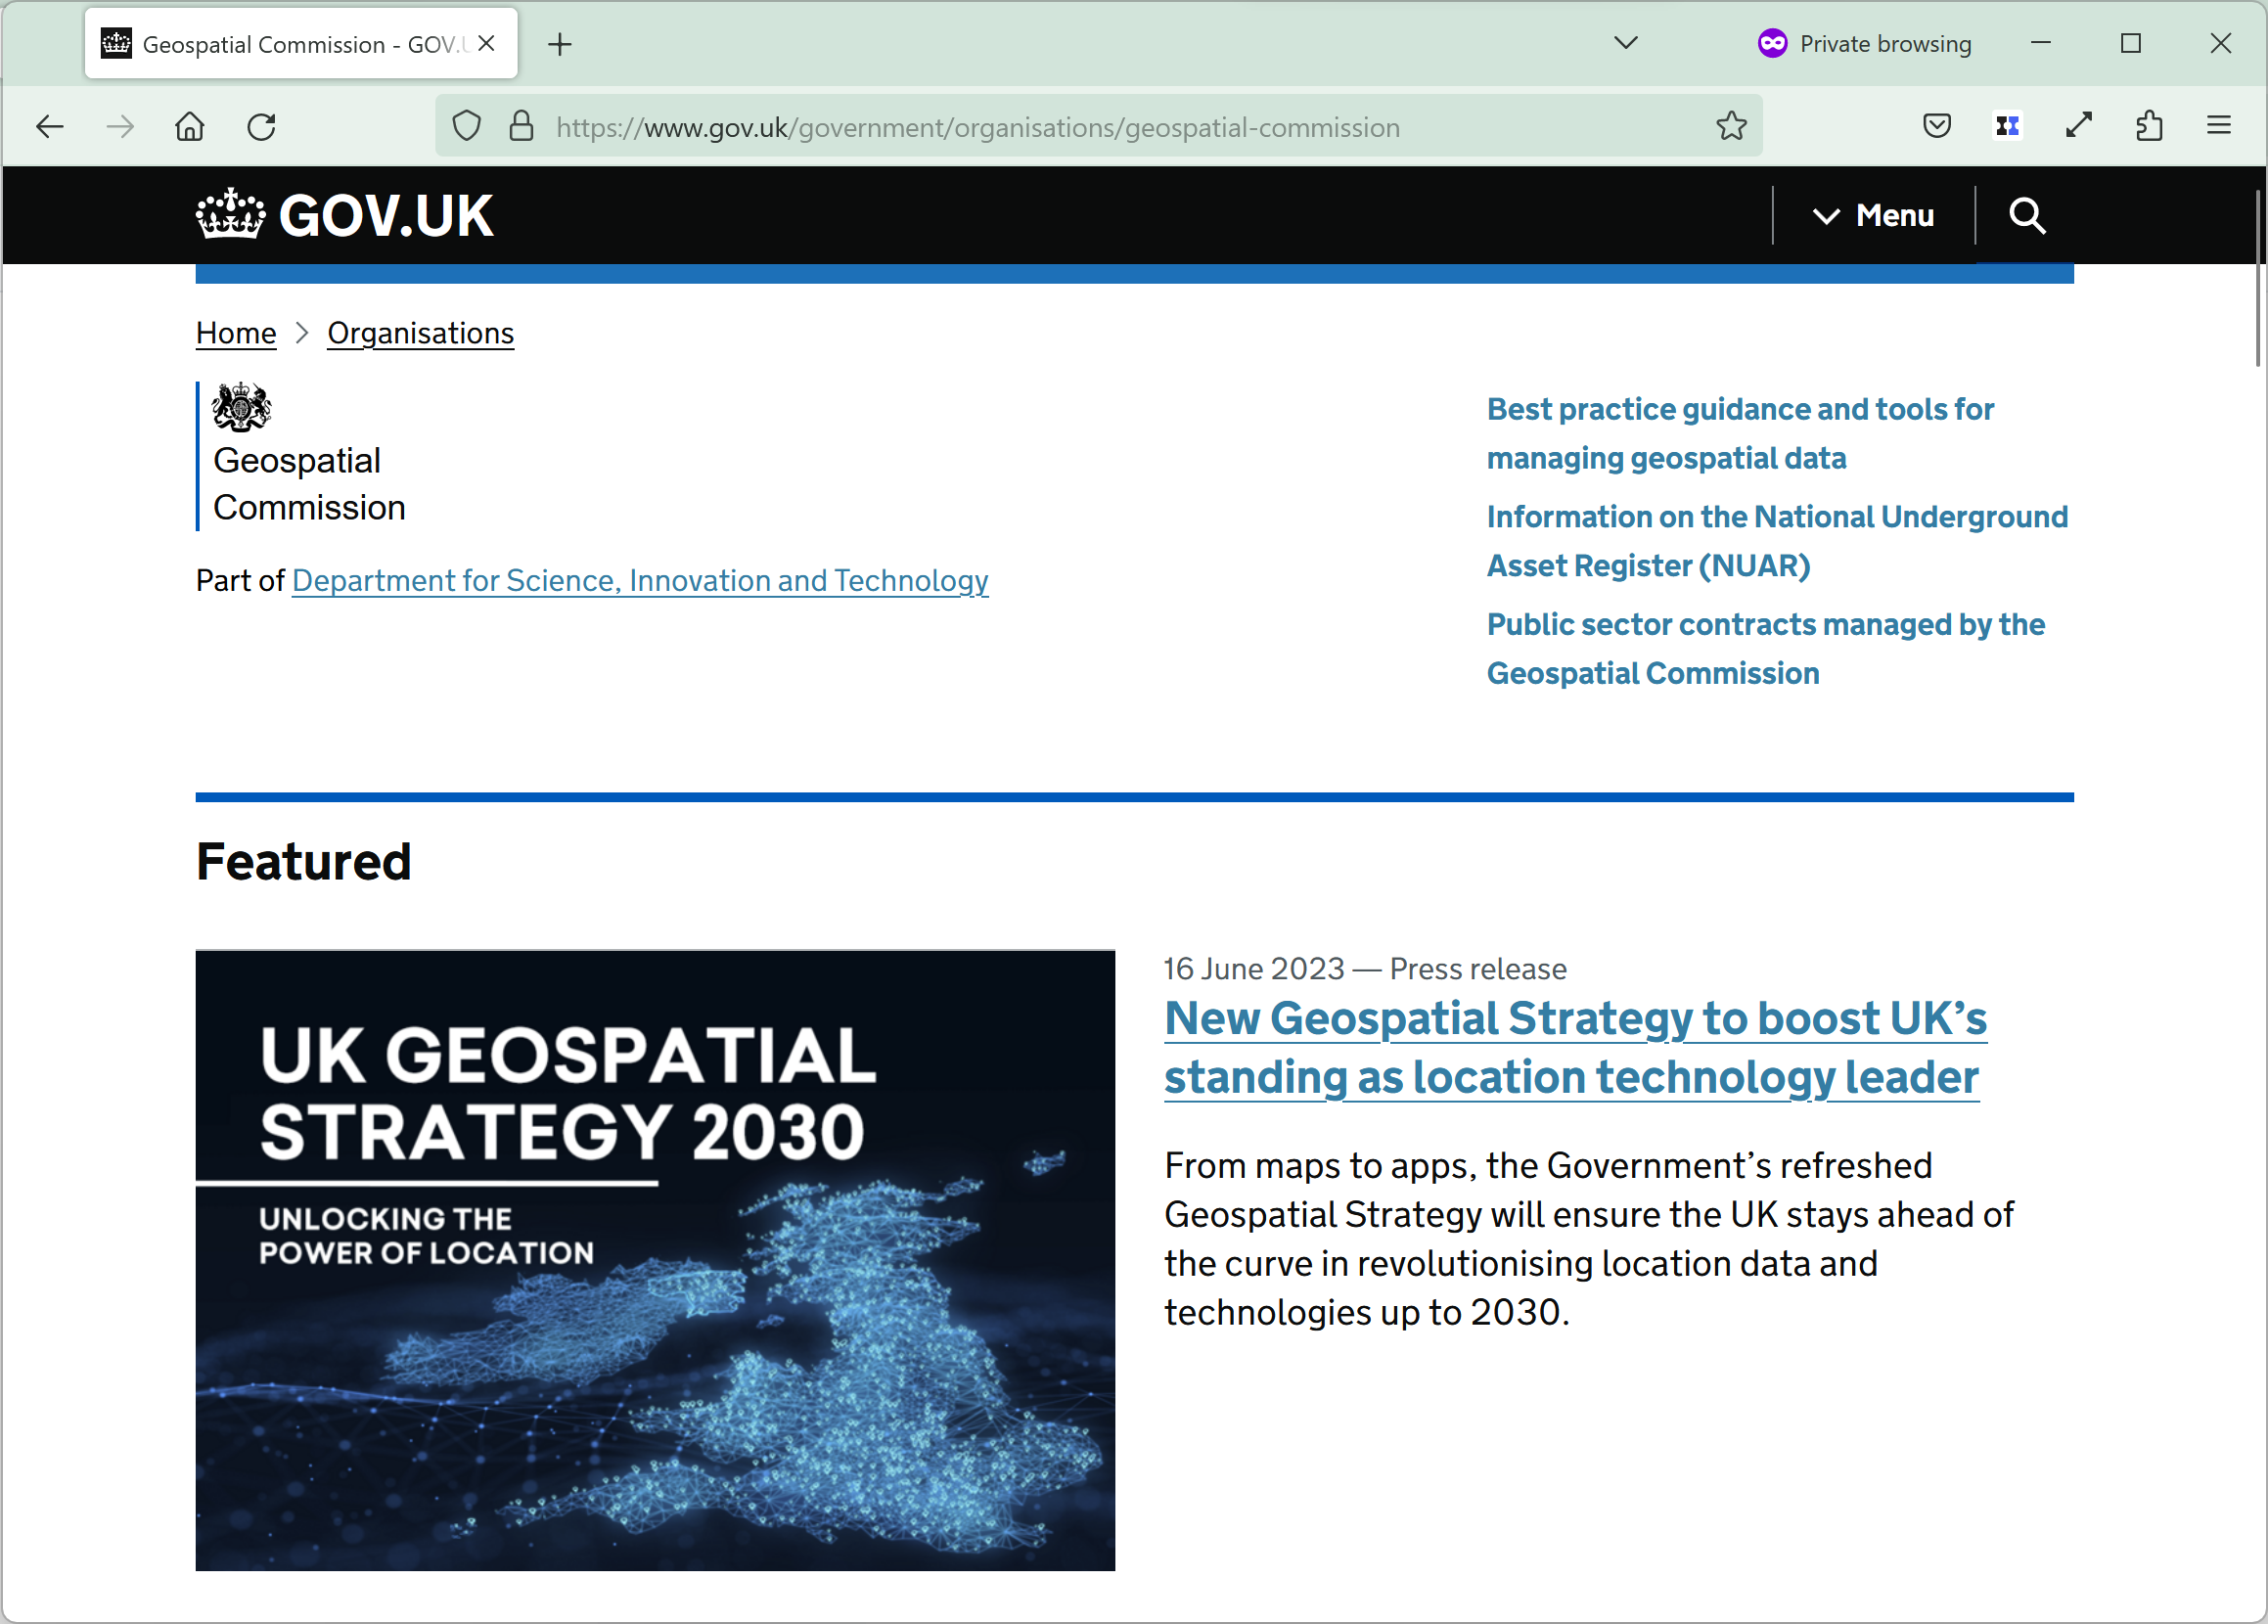 Geospatial Commission - GOV.U
Private browsing
https://www.gov.uk/government/organisations/geospatial-commission
GOV.UK
Menu
Home
Organisations
Geospatial
Commission
Part of Department for Science, Innovation and Technology
Best practice guidance and tools for
managing geospatial data
Information on the National Underground
Asset Register (NUAR)
Public sector contracts managed by the
Geospatial Commission
Featured
UK GEOSPATIAL
STRATEGY 2030
UNLOCKING THE
POWER OF LOCATION
16 June 2023 — Press release
New Geospatial Strategy to boost UK’s
standing as location technology leader
From maps to apps, the Government’s refreshed
Geospatial Strategy will ensure the UK stays ahead of
the curve in revolutionising location data and
technologies up to 2030.